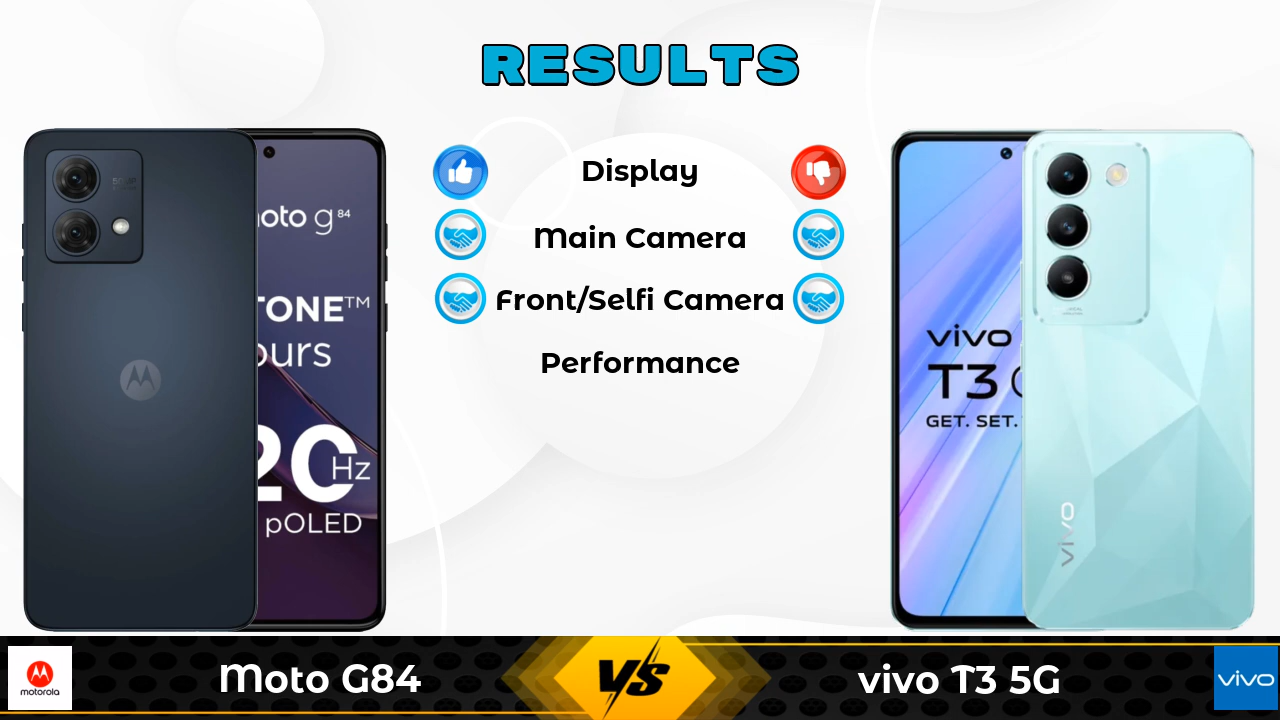 RESULTS
Display
Main Camera
Front/Selfi Camera
Performance
oto g84
TONE™
ours
20
Hz
pOLED
vivo
T3
GET. SET.
vivo
motorola
Moto G84
VS
vivo T3 5G
vivo